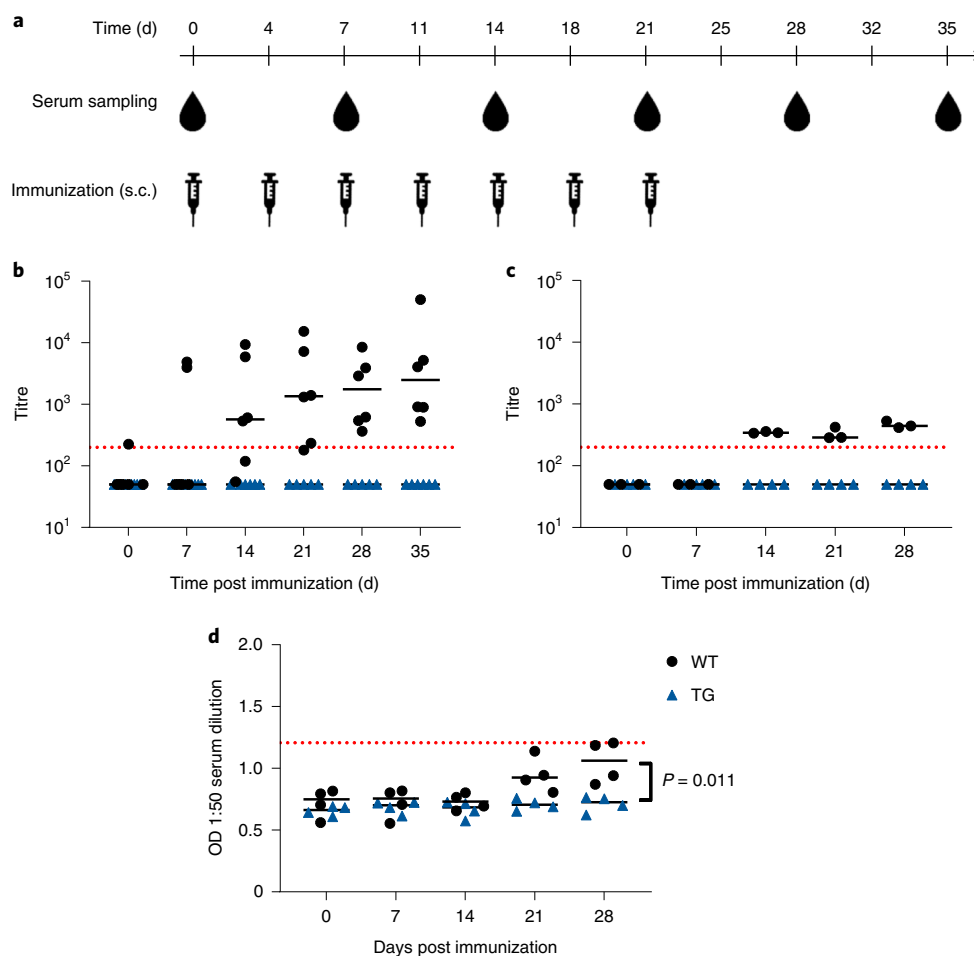 a
Time (d) 0 4 7 11 14 18 21 25 28 32 35
Serum sampling
Immunization (s.c.)
b
10⁵
10⁴
10³
10²
10¹
Titre
0 7 14 21 28 35
Time post immunization (d)
c
10⁵
10⁴
10³
10²
10¹
Titre
0 7 14 21 28
Time post immunization (d)
d
2.0
1.5
1.0
0.5
0
OD 1:50 serum dilution
WT
TG
P = 0.011
0 7 14 21 28
Days post immunization